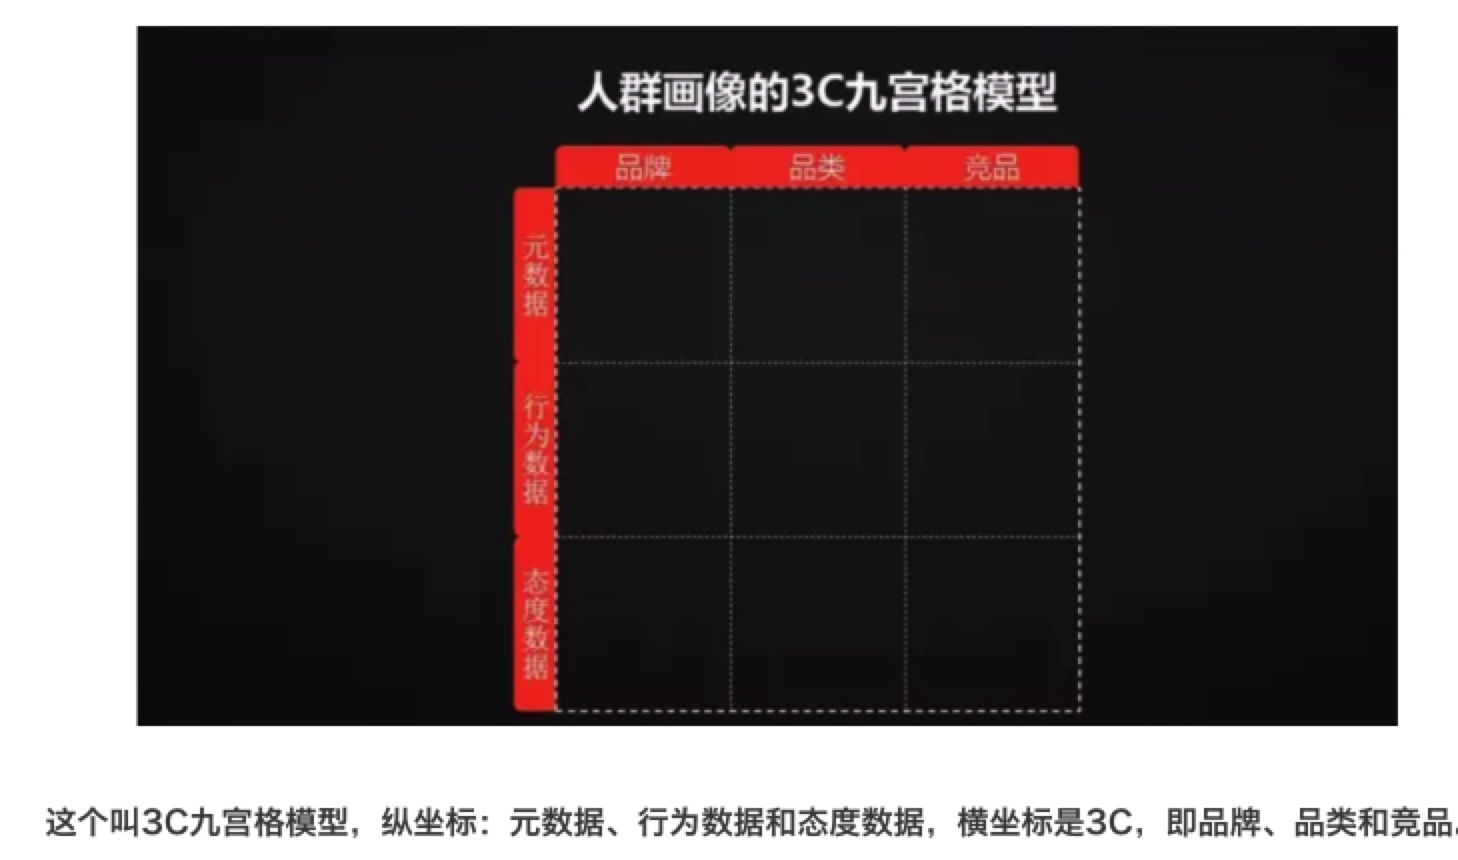 人群画像的3C九宫格模型
品牌 品类 竞品
元数据
行为数据
态度数据
这个叫3C九宫格模型，纵坐标：元数据、行为数据和态度数据，横坐标是3C，即品牌、品类和竞品